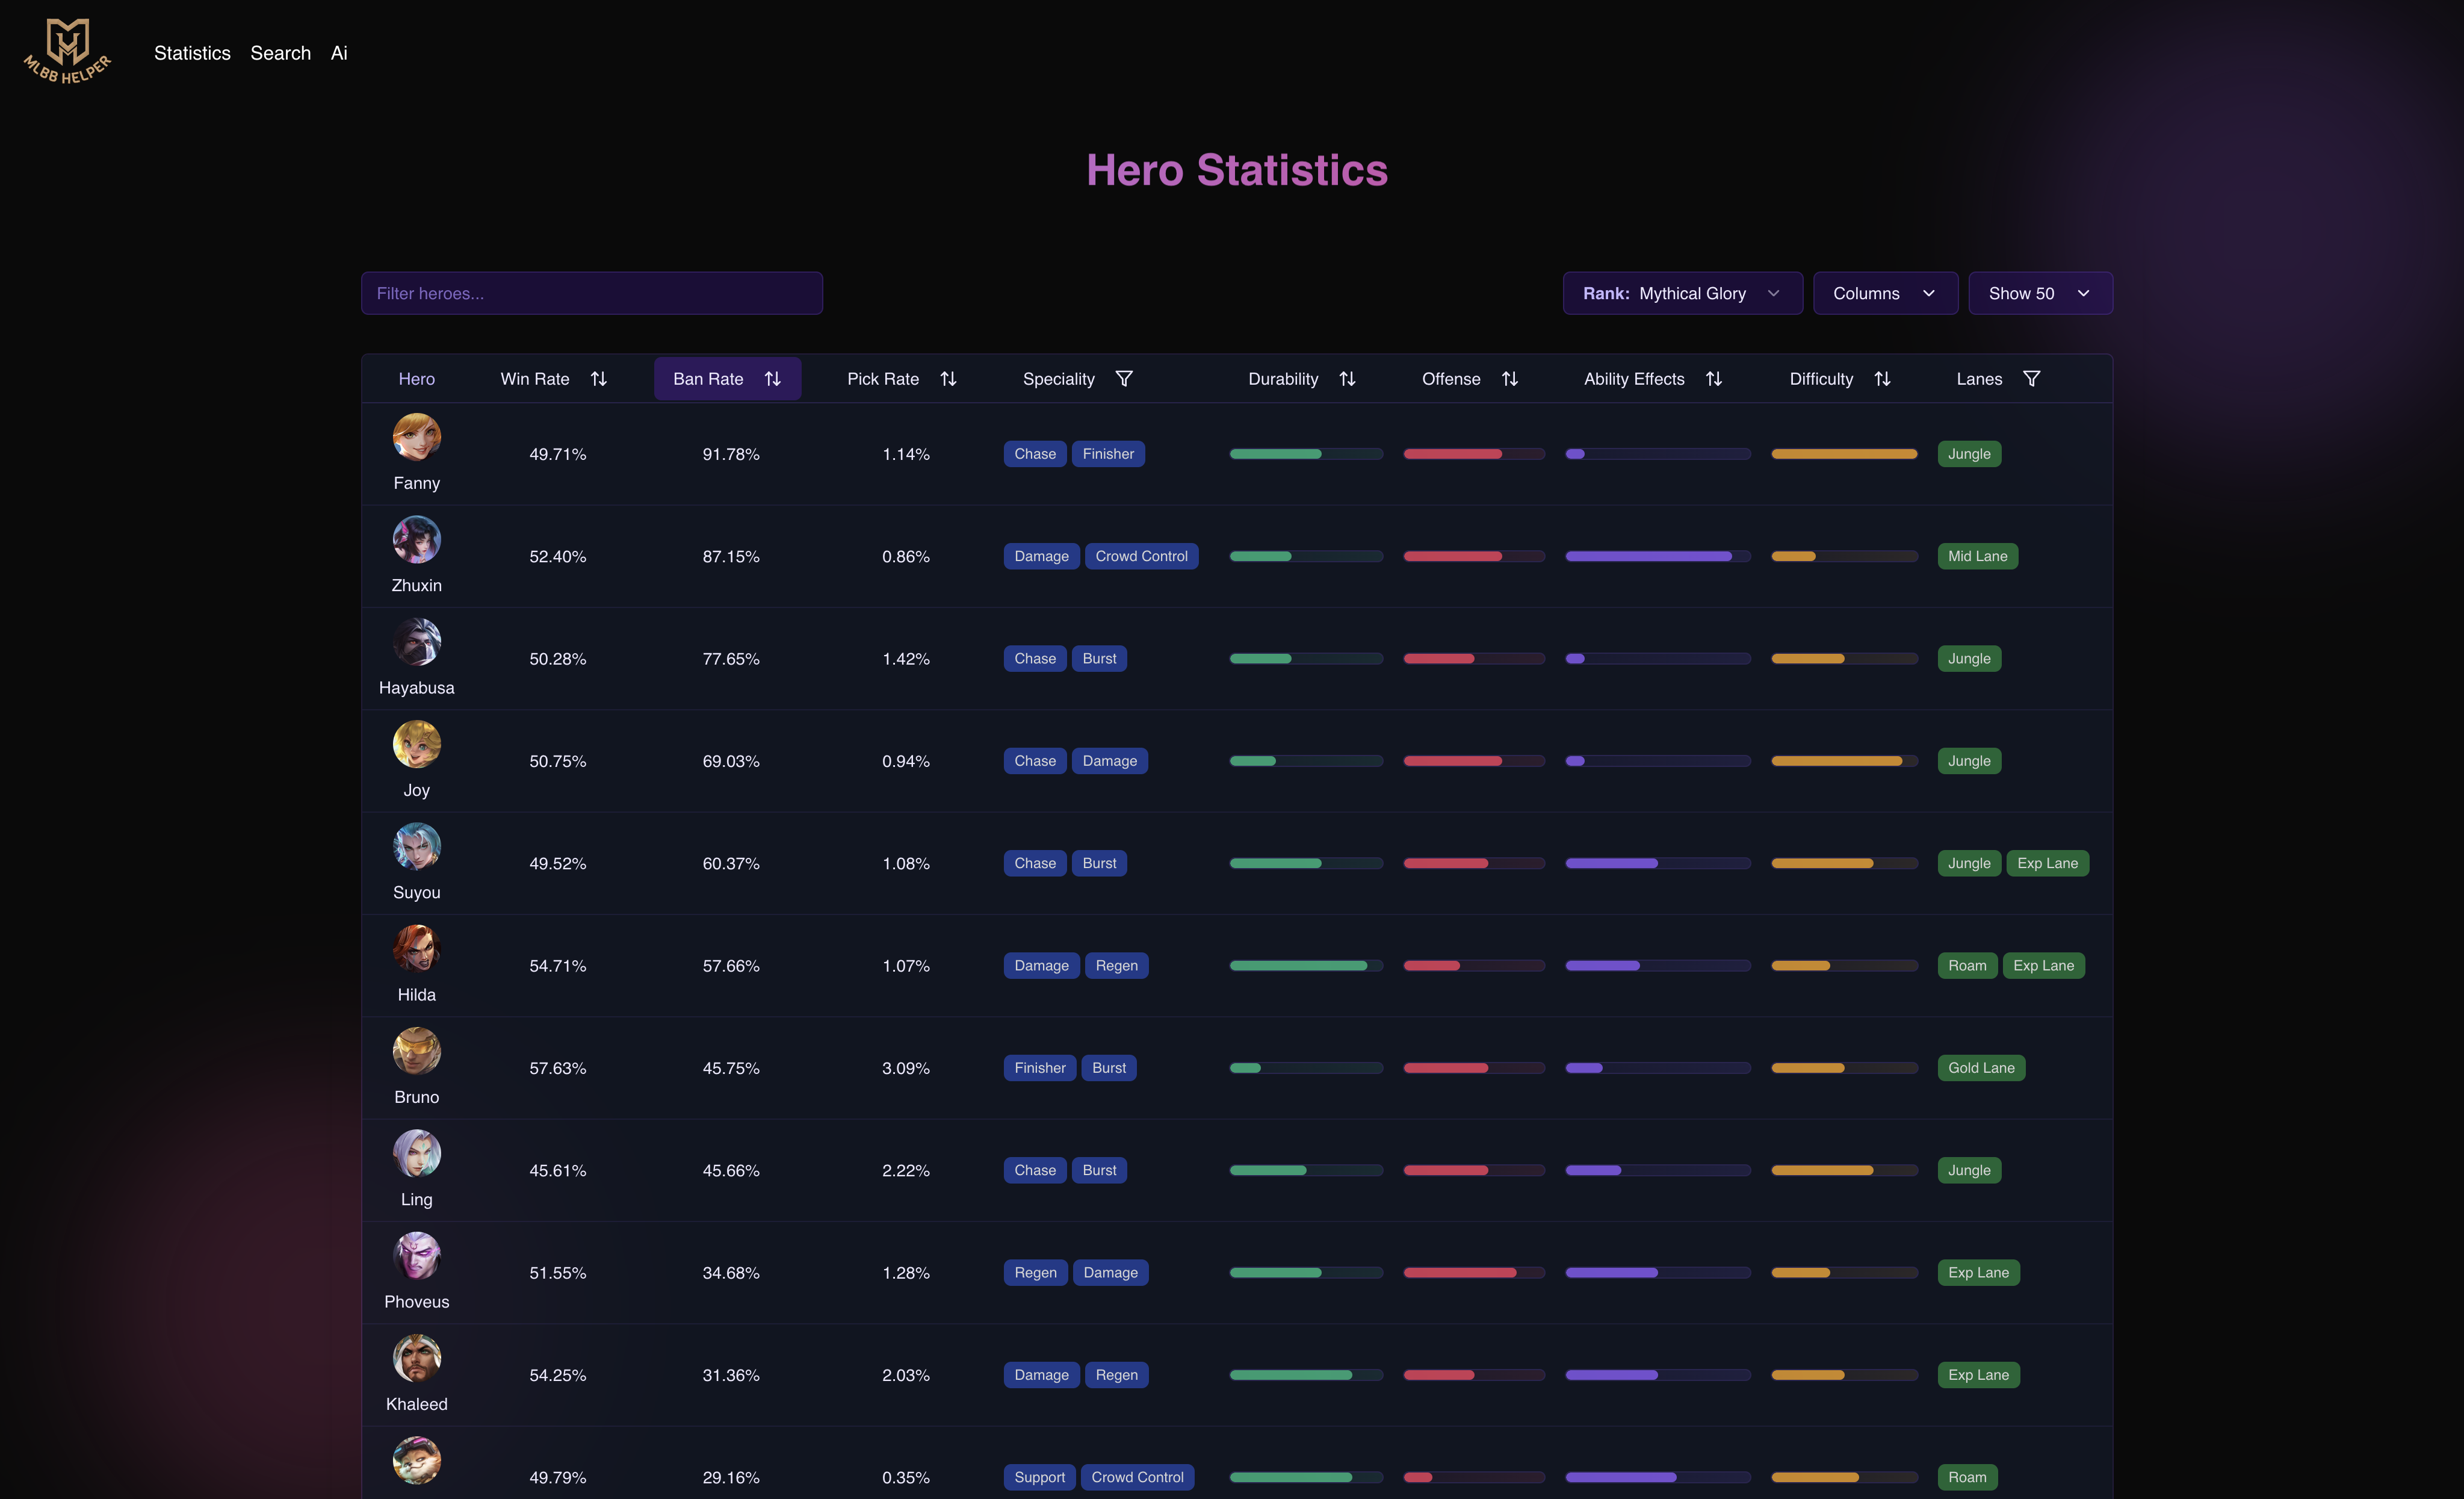 MLBB HELPER
Statistics Search Ai
Hero Statistics
Filter heroes... Rank: Mythical Glory Columns Show 50
Hero Win Rate Ban Rate Pick Rate Speciality Durability Offense Ability Effects Difficulty Lanes
49.71% 91.78% 1.14% Chase Finisher Jungle
Fanny
52.40% 87.15% 0.86% Damage Crowd Control Mid Lane
Zhuxin
50.28% 77.65% 1.42% Chase Burst Jungle
Hayabusa
50.75% 69.03% 0.94% Chase Damage Jungle
Joy
49.52% 60.37% 1.08% Chase Burst Jungle Exp Lane
Suyou
54.71% 57.66% 1.07% Damage Regen Roam Exp Lane
Hilda
57.63% 45.75% 3.09% Finisher Burst Gold Lane
Bruno
45.61% 45.66% 2.22% Chase Burst Jungle
Ling
51.55% 34.68% 1.28% Regen Damage Exp Lane
Phoveus
54.25% 31.36% 2.03% Damage Regen Exp Lane
Khaleed
49.79% 29.16% 0.35% Support Crowd Control Roam